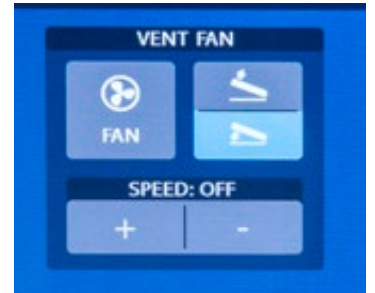 VENT FAN
FAN
SPEED: OFF
+ -